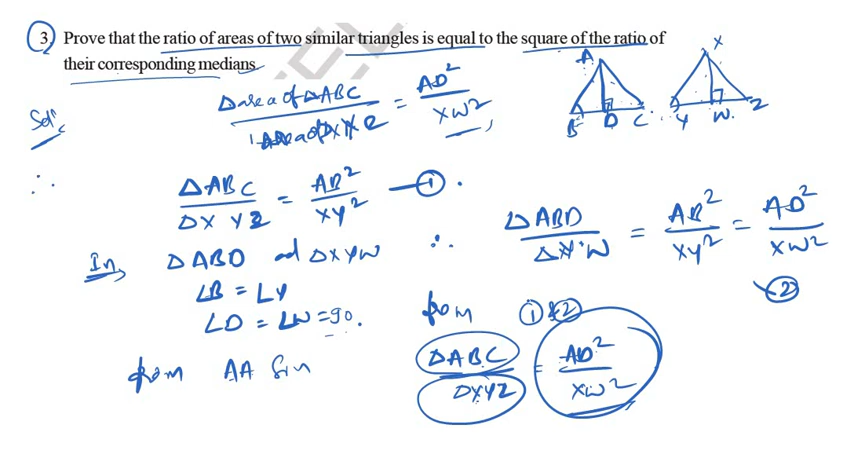 3. Prove that the ratio of areas of two similar triangles is equal to the square of the ratio of
their corresponding medians.
Sol:
Δ area of ΔABC / area of ΔXYZ = AD² / XW²
A B D C
X Y W Z
∴ ΔABC / ΔXYZ = AB² / XY² — ①.
In, ΔABD and ΔXYW
∠B = ∠Y
∠D = ∠W = 90.
from AA Sim
∴ ΔABD / ΔXYW = AB² / XY² = AD² / XW² — ②
from ① & ②
ΔABC / ΔXYZ = AD² / XW²